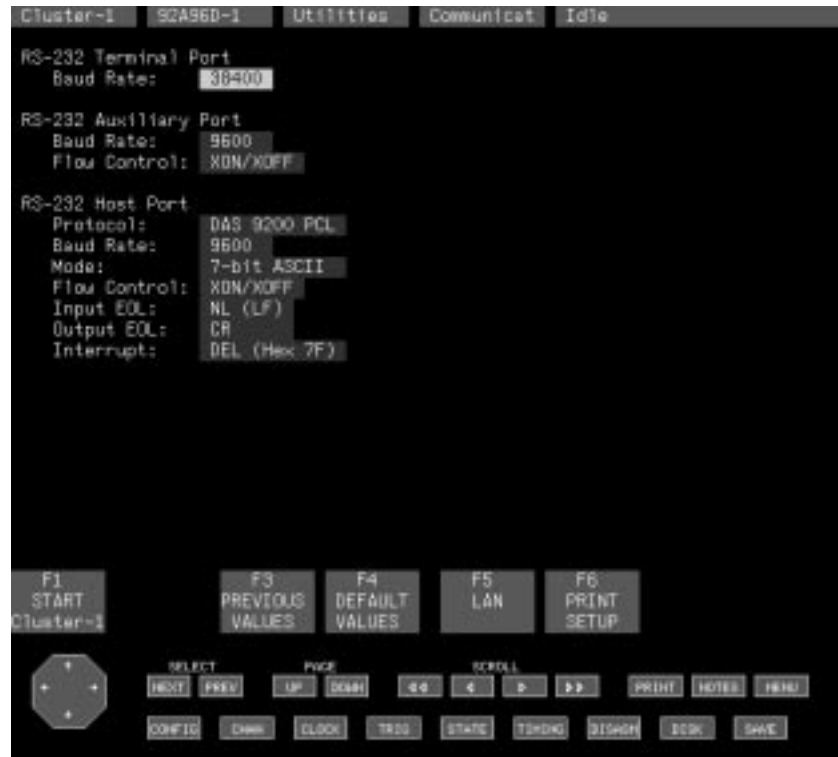 Cluster-1 92A96D-1 Utilities Communicat Idle
RS-232 Terminal Port
Baud Rate: 38400
RS-232 Auxiliary Port
Baud Rate: 9600
Flow Control: XON/XOFF
RS-232 Host Port
Protocol: DAS 9200 PCL
Baud Rate: 9600
Mode: 7-bit ASCII
Flow Control: XON/XOFF
Input EOL: NL (LF)
Output EOL: CR
Interrupt: DEL (Hex 7F)
F1 F3 F4 F5 F6
START PREVIOUS DEFAULT LAN PRINT
Cluster-1 VALUES VALUES SETUP
SELECT PAGE SCROLL
NEXT PREV UP DOWN PRINT NOTES MENU
CONFIG CHAN CLOCK TRIG STATE TIMING DISASM DISK SAVE